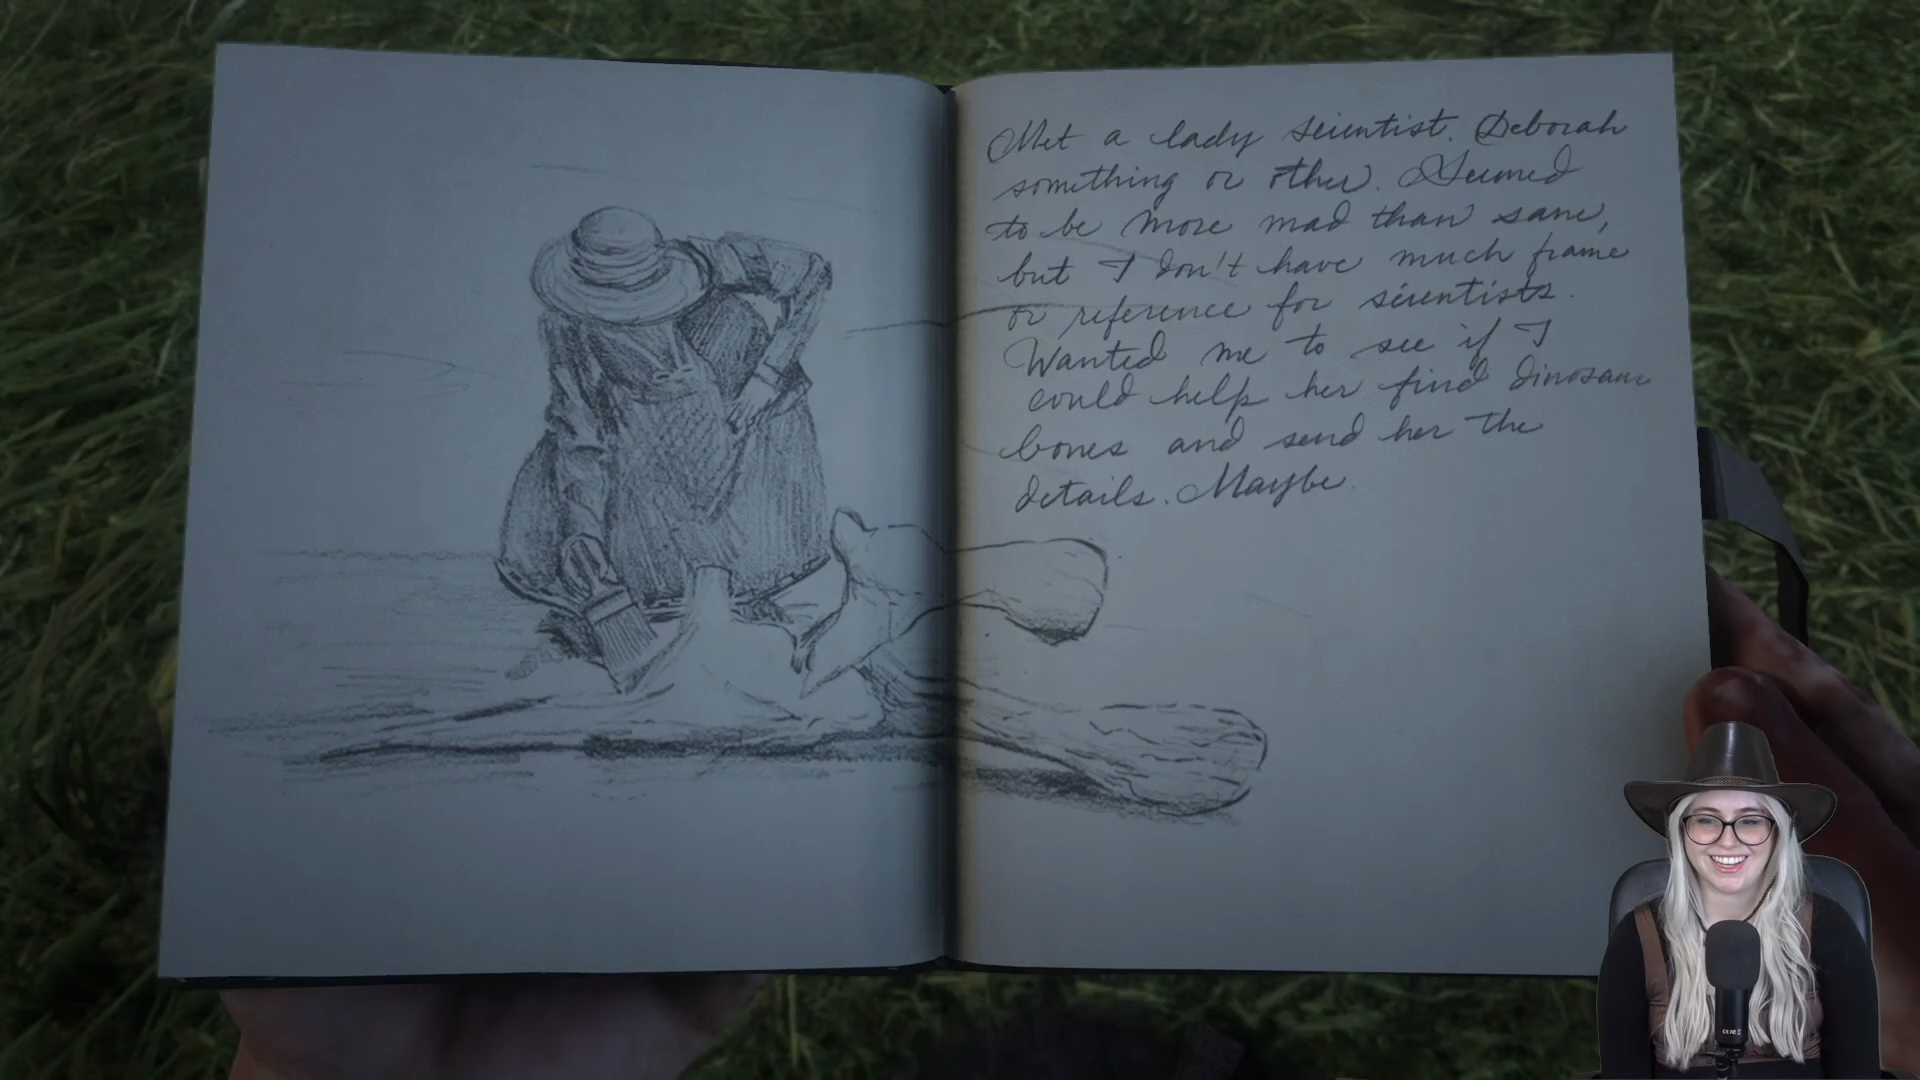 Met a lady scientist. Deborah
something or other. Seemed
to be more mad than sane,
but I don't have much frame
or reference for scientists.
Wanted me to see if I
could help her find dinosaur
bones and send her the
details. Maybe.